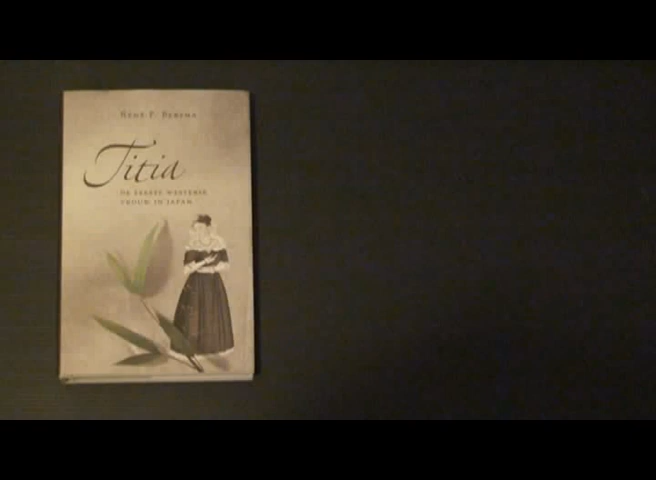 RENÉ P. BERSMA
Titia
DE EERSTE WESTERSE
VROUW IN JAPAN